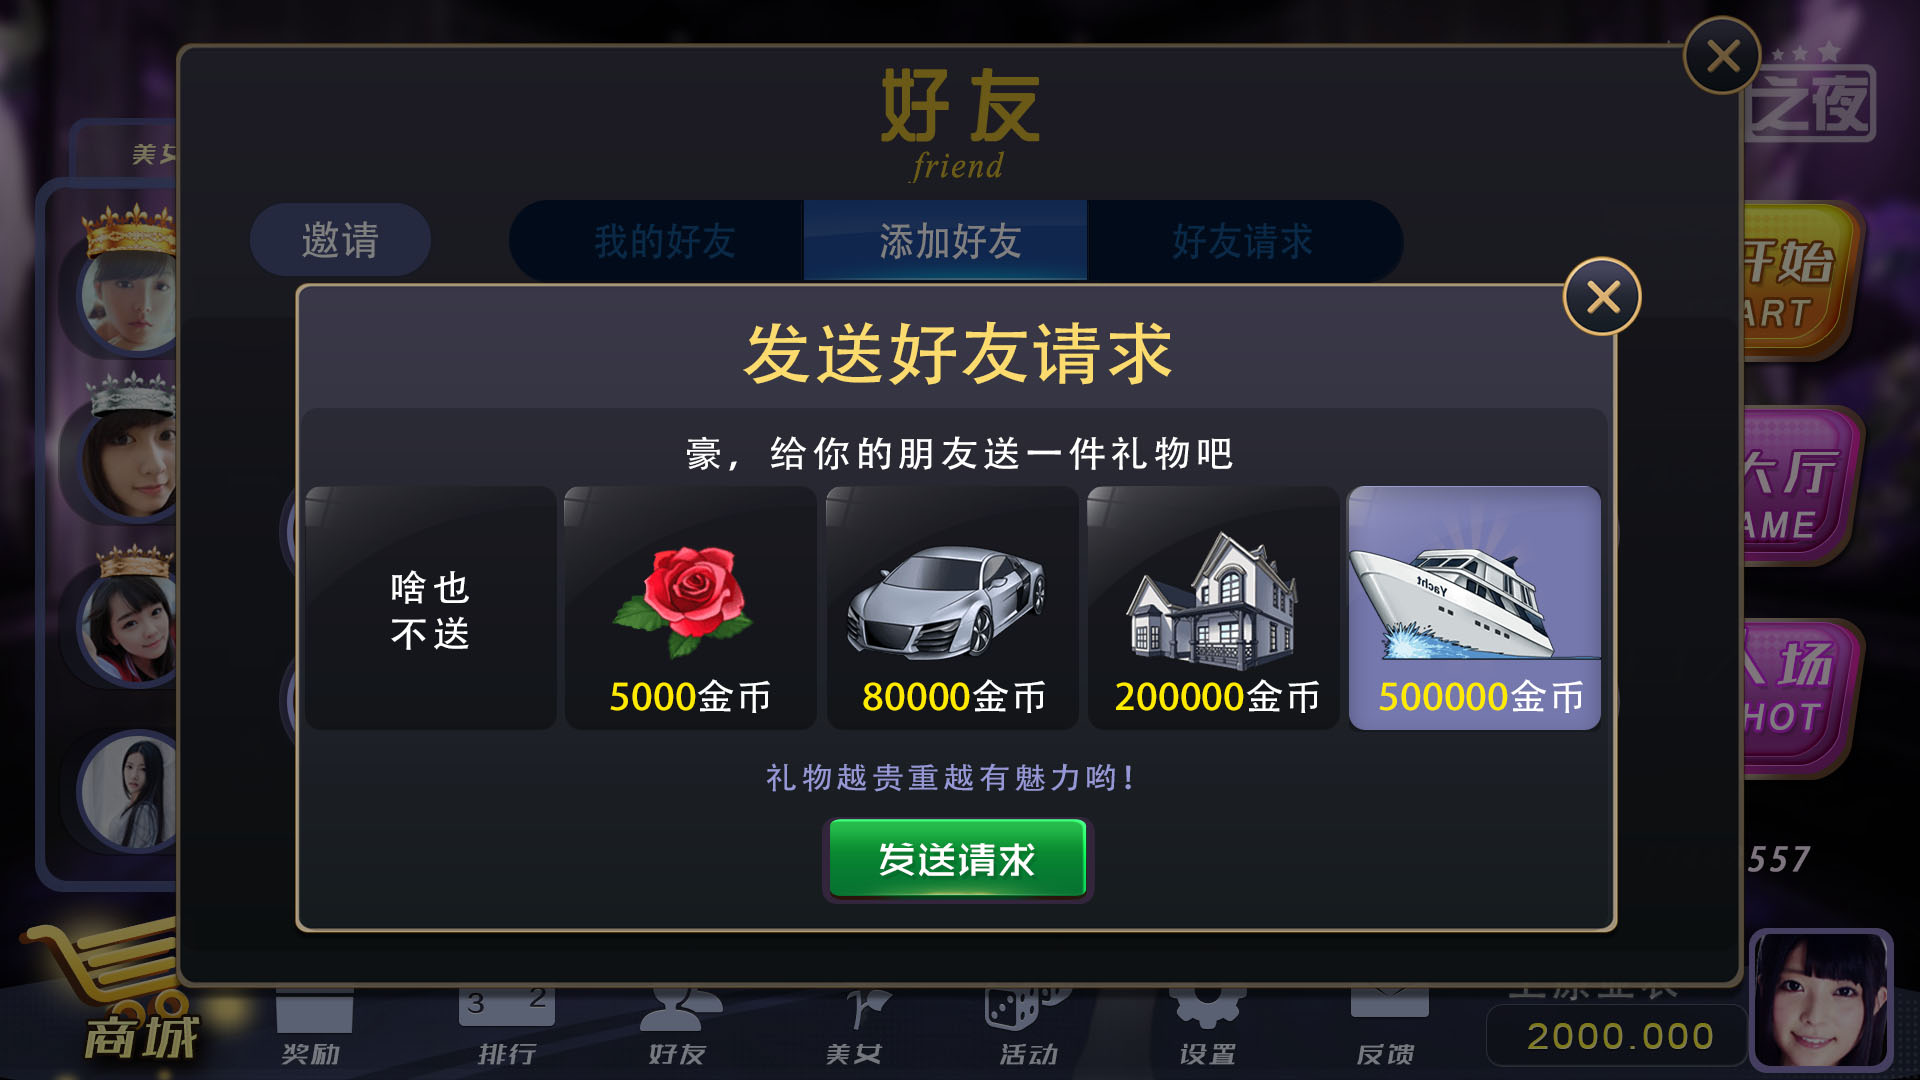 好友
friend
之夜
美女
邀请
我的好友
添加好友
好友请求
开始
ART
发送好友请求
豪，给你的朋友送一件礼物吧
啥也
不送
Yacht
5000金币
80000金币
200000金币
500000金币
大厅
AME
入场
HOT
礼物越贵重越有魅力哟！
发送请求
557
商城
3 2
奖励
排行
好友
美女
活动
设置
反馈
2000.000